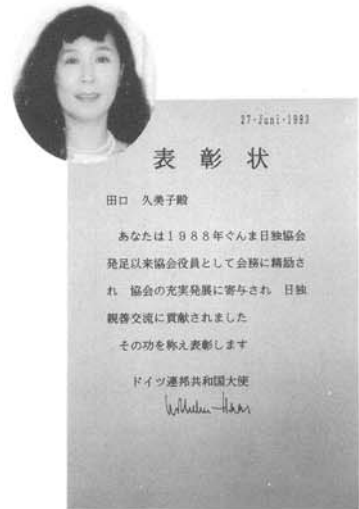 27-Juni-1993
表彰状
田口 久美子殿
あなたは1988年ぐんま日独協会
発足以来協会役員として会務に精励さ
れ 協会の充実発展に寄与され 日独
親善交流に貢献されました
その功を称え表彰します
ドイツ連邦共和国大使